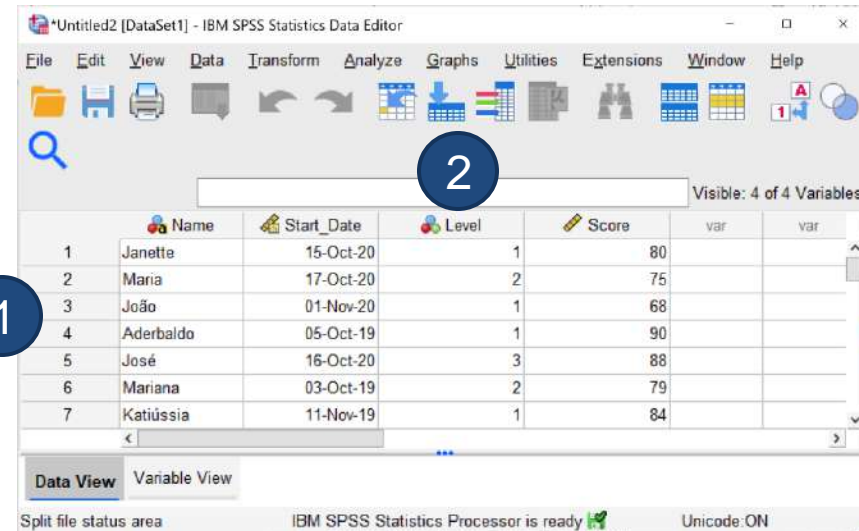 *Untitled2 [DataSet1] - IBM SPSS Statistics Data Editor
File Edit View Data Transform Analyze Graphs Utilities Extensions Window Help
A
1
2
Visible: 4 of 4 Variables
Name Start_Date Level Score var var
1 Janette 15-Oct-20 1 80
2 Maria 17-Oct-20 2 75
1
3 João 01-Nov-20 1 68
4 Aderbaldo 05-Oct-19 1 90
5 José 16-Oct-20 3 88
6 Mariana 03-Oct-19 2 79
7 Katiússia 11-Nov-19 1 84
Data View Variable View
Split file status area IBM SPSS Statistics Processor is ready Unicode:ON